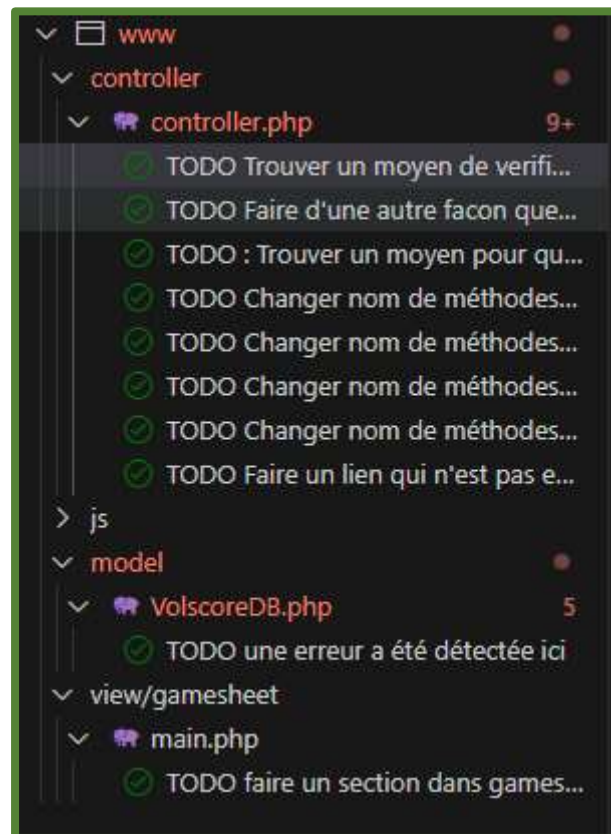 www
controller
controller.php 9+
TODO Trouver un moyen de verifi...
TODO Faire d'une autre facon que...
TODO : Trouver un moyen pour qu...
TODO Changer nom de méthodes...
TODO Changer nom de méthodes...
TODO Changer nom de méthodes...
TODO Changer nom de méthodes...
TODO Faire un lien qui n'est pas e...
js
model
VolscoreDB.php 5
TODO une erreur a été détectée ici
view/gamesheet
main.php
TODO faire un section dans games...